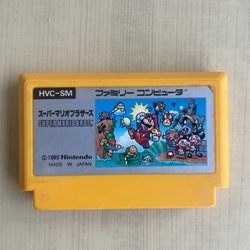 HVC-SM
ファミリー コンピュータ
スーパーマリオブラザーズ
SUPER MARIO BROS.
©1985 Nintendo
MADE IN JAPAN